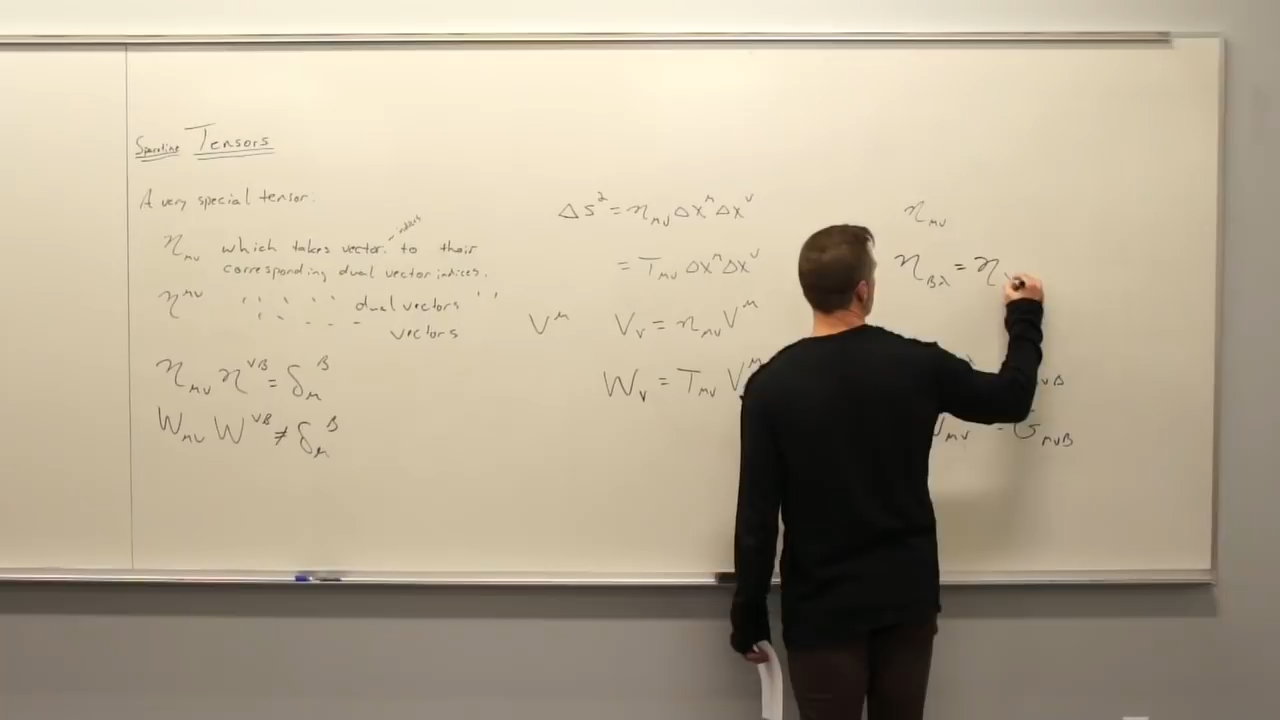 Spacetime Tensors
A very special tensor.
η_μν which takes vector indices to their
corresponding dual vector indices.
η^μν " " " dual vectors " "
" " " vectors
η_μν η^νβ = δ_μ^β
W_μν W^νβ ≠ δ_μ^β
ΔS² = η_μν Δx^μ Δx^ν
= T_μν Δx^μ Δx^ν
V^μ V_ν = η_μν V^μ
W_ν = T_μν V^μ
η_μν
η_βλ = η
_μν = G_μνβ